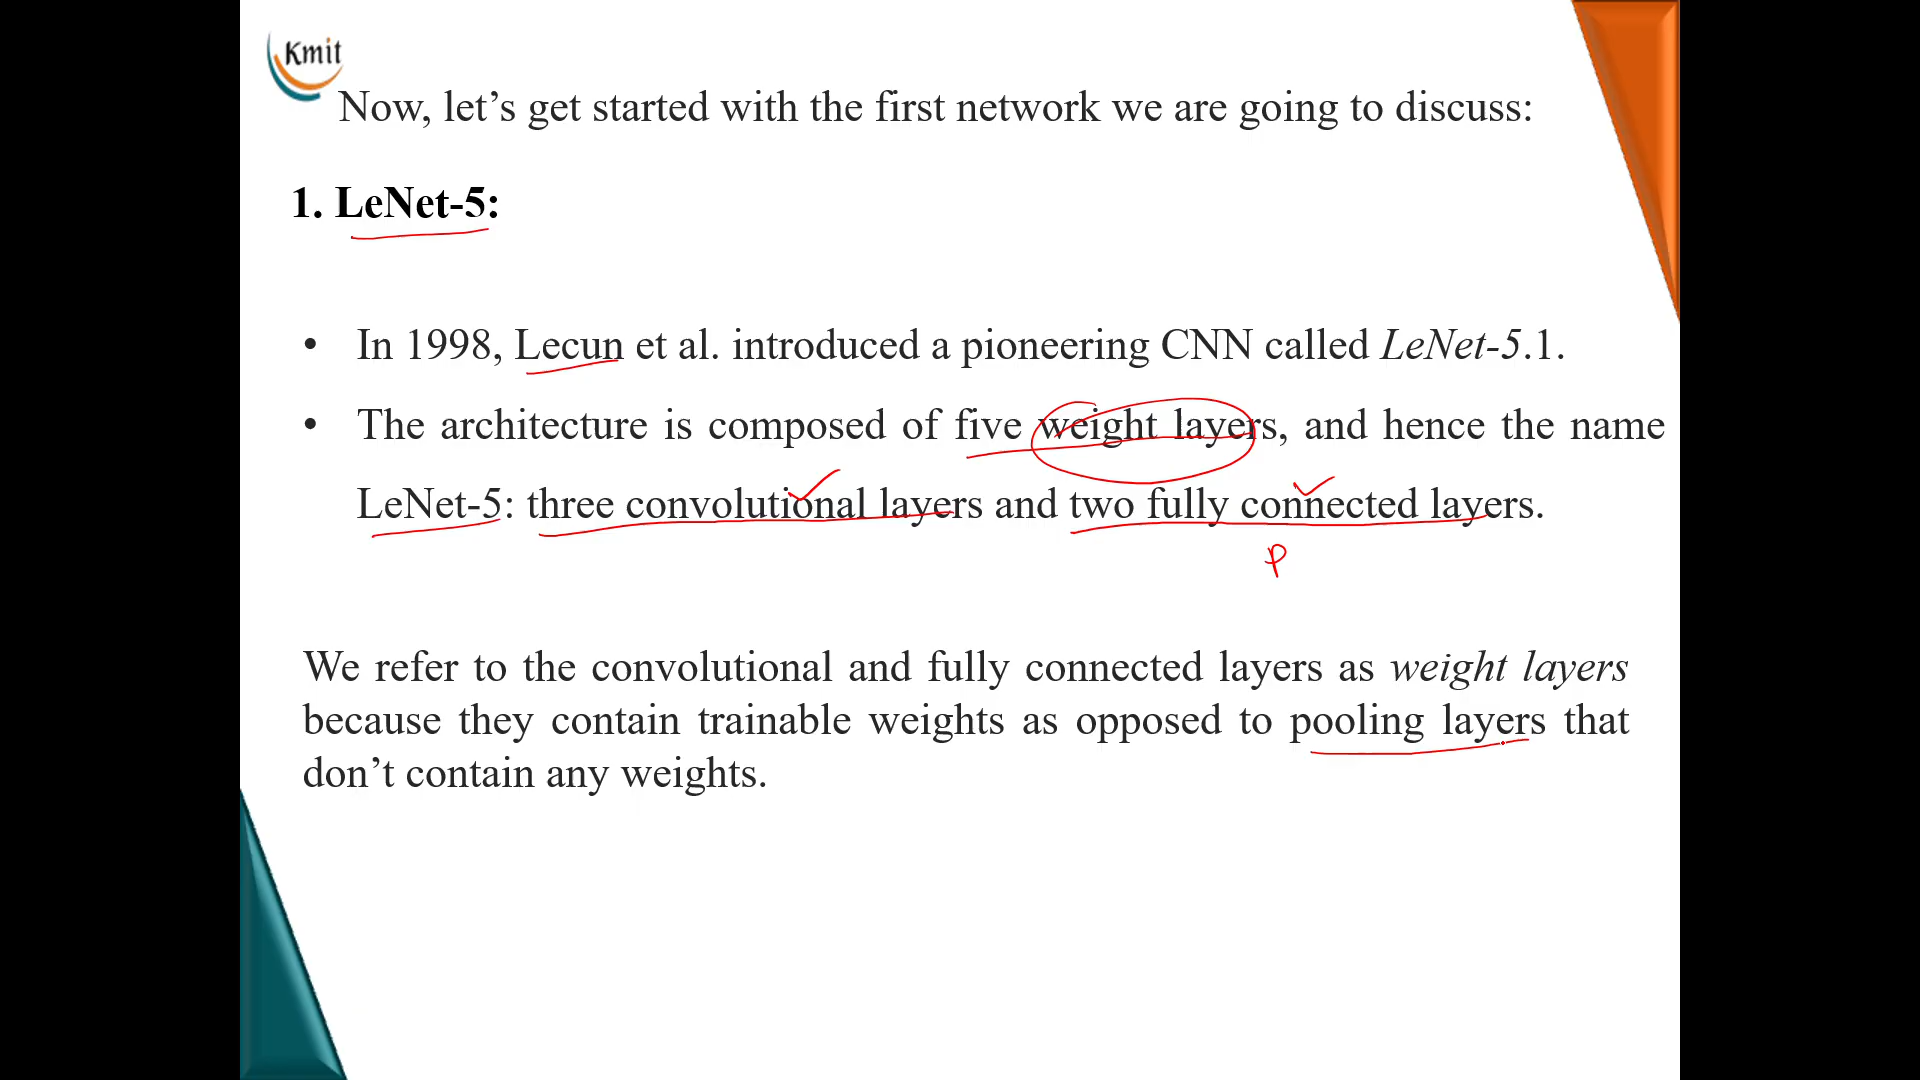 Kmit
Now, let’s get started with the first network we are going to discuss:
1. LeNet-5:
• In 1998, Lecun et al. introduced a pioneering CNN called LeNet-5.1.
• The architecture is composed of five weight layers, and hence the name
LeNet-5: three convolutional layers and two fully connected layers.
P
We refer to the convolutional and fully connected layers as weight layers
because they contain trainable weights as opposed to pooling layers that
don’t contain any weights.